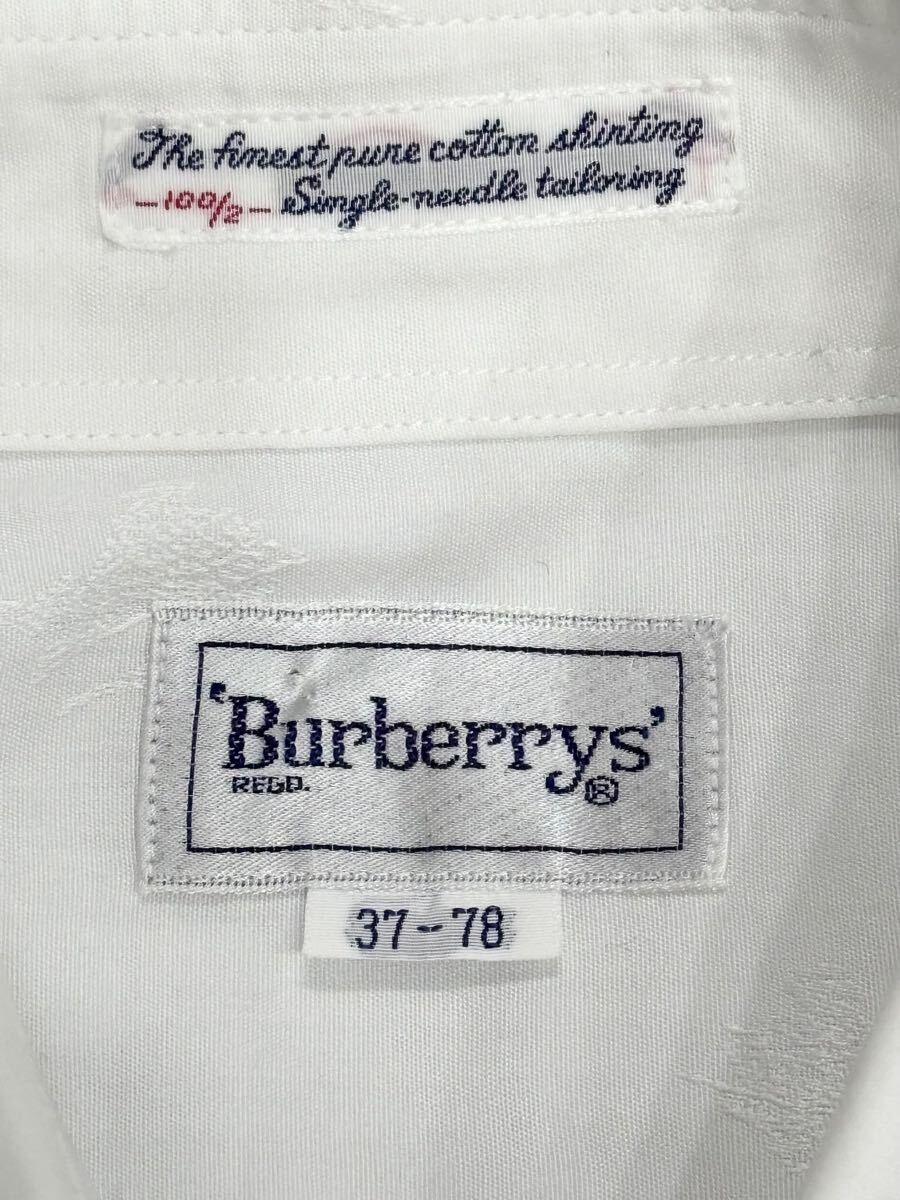 The finest pure cotton shirting
-100/2- Single-needle tailoring
'Burberrys'
REGD. ®
37-78